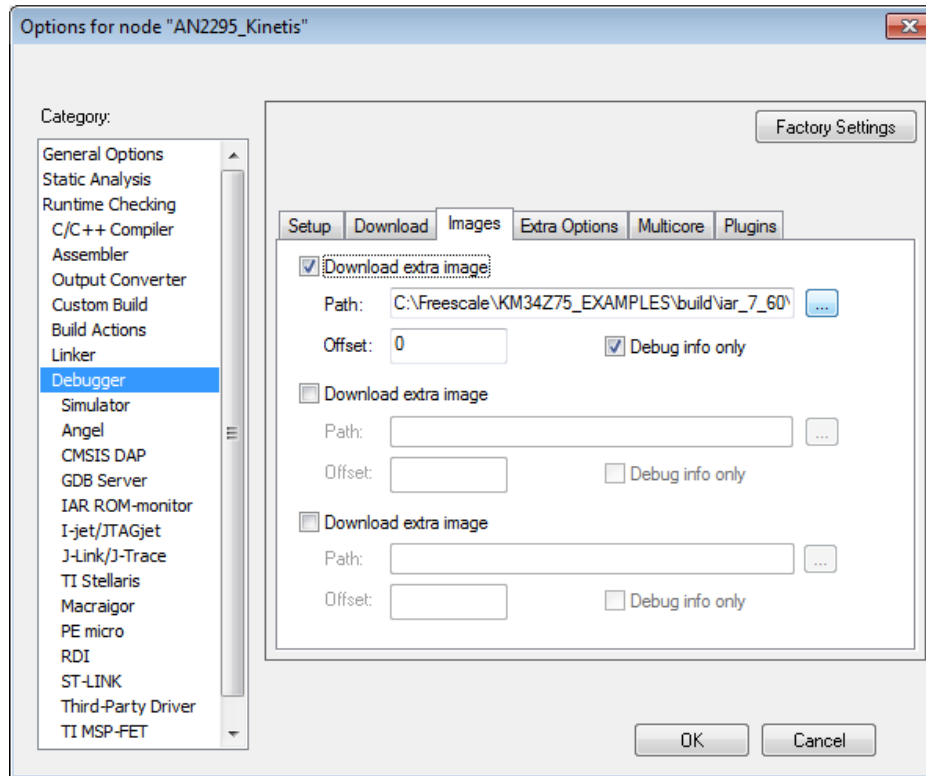 Options for node "AN2295_Kinetis"
Category:
General Options
Static Analysis
Runtime Checking
C/C++ Compiler
Assembler
Output Converter
Custom Build
Build Actions
Linker
Debugger
Simulator
Angel
CMSIS DAP
GDB Server
IAR ROM-monitor
I-jet/JTAGjet
J-Link/J-Trace
TI Stellaris
Macraigor
PE micro
RDI
ST-LINK
Third-Party Driver
TI MSP-FET
Factory Settings
Setup Download Images Extra Options Multicore Plugins
Download extra image
Path: C:\Freescale\KM34Z75_EXAMPLES\build\iar_7_60\ ...
Offset: 0 Debug info only
Download extra image
Path: ...
Offset: Debug info only
Download extra image
Path: ...
Offset: Debug info only
OK Cancel